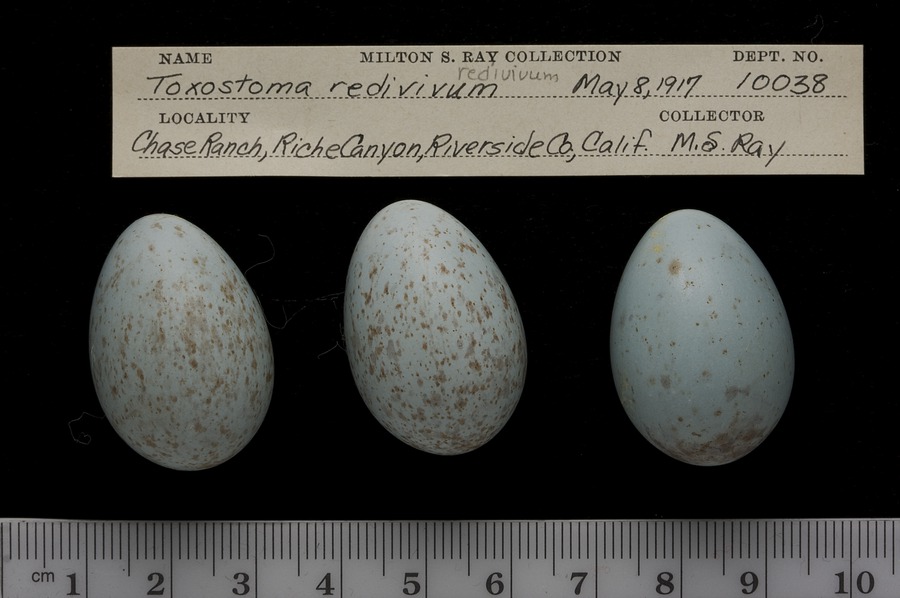 NAME MILTON S. RAY COLLECTION DEPT. NO.
redivivum
Toxostoma redivivum May 8, 1917 10038
LOCALITY COLLECTOR
Chase Ranch, Riche Canyon, Riverside Co, Calif. M.S. Ray
cm 1 2 3 4 5 6 7 8 9 10